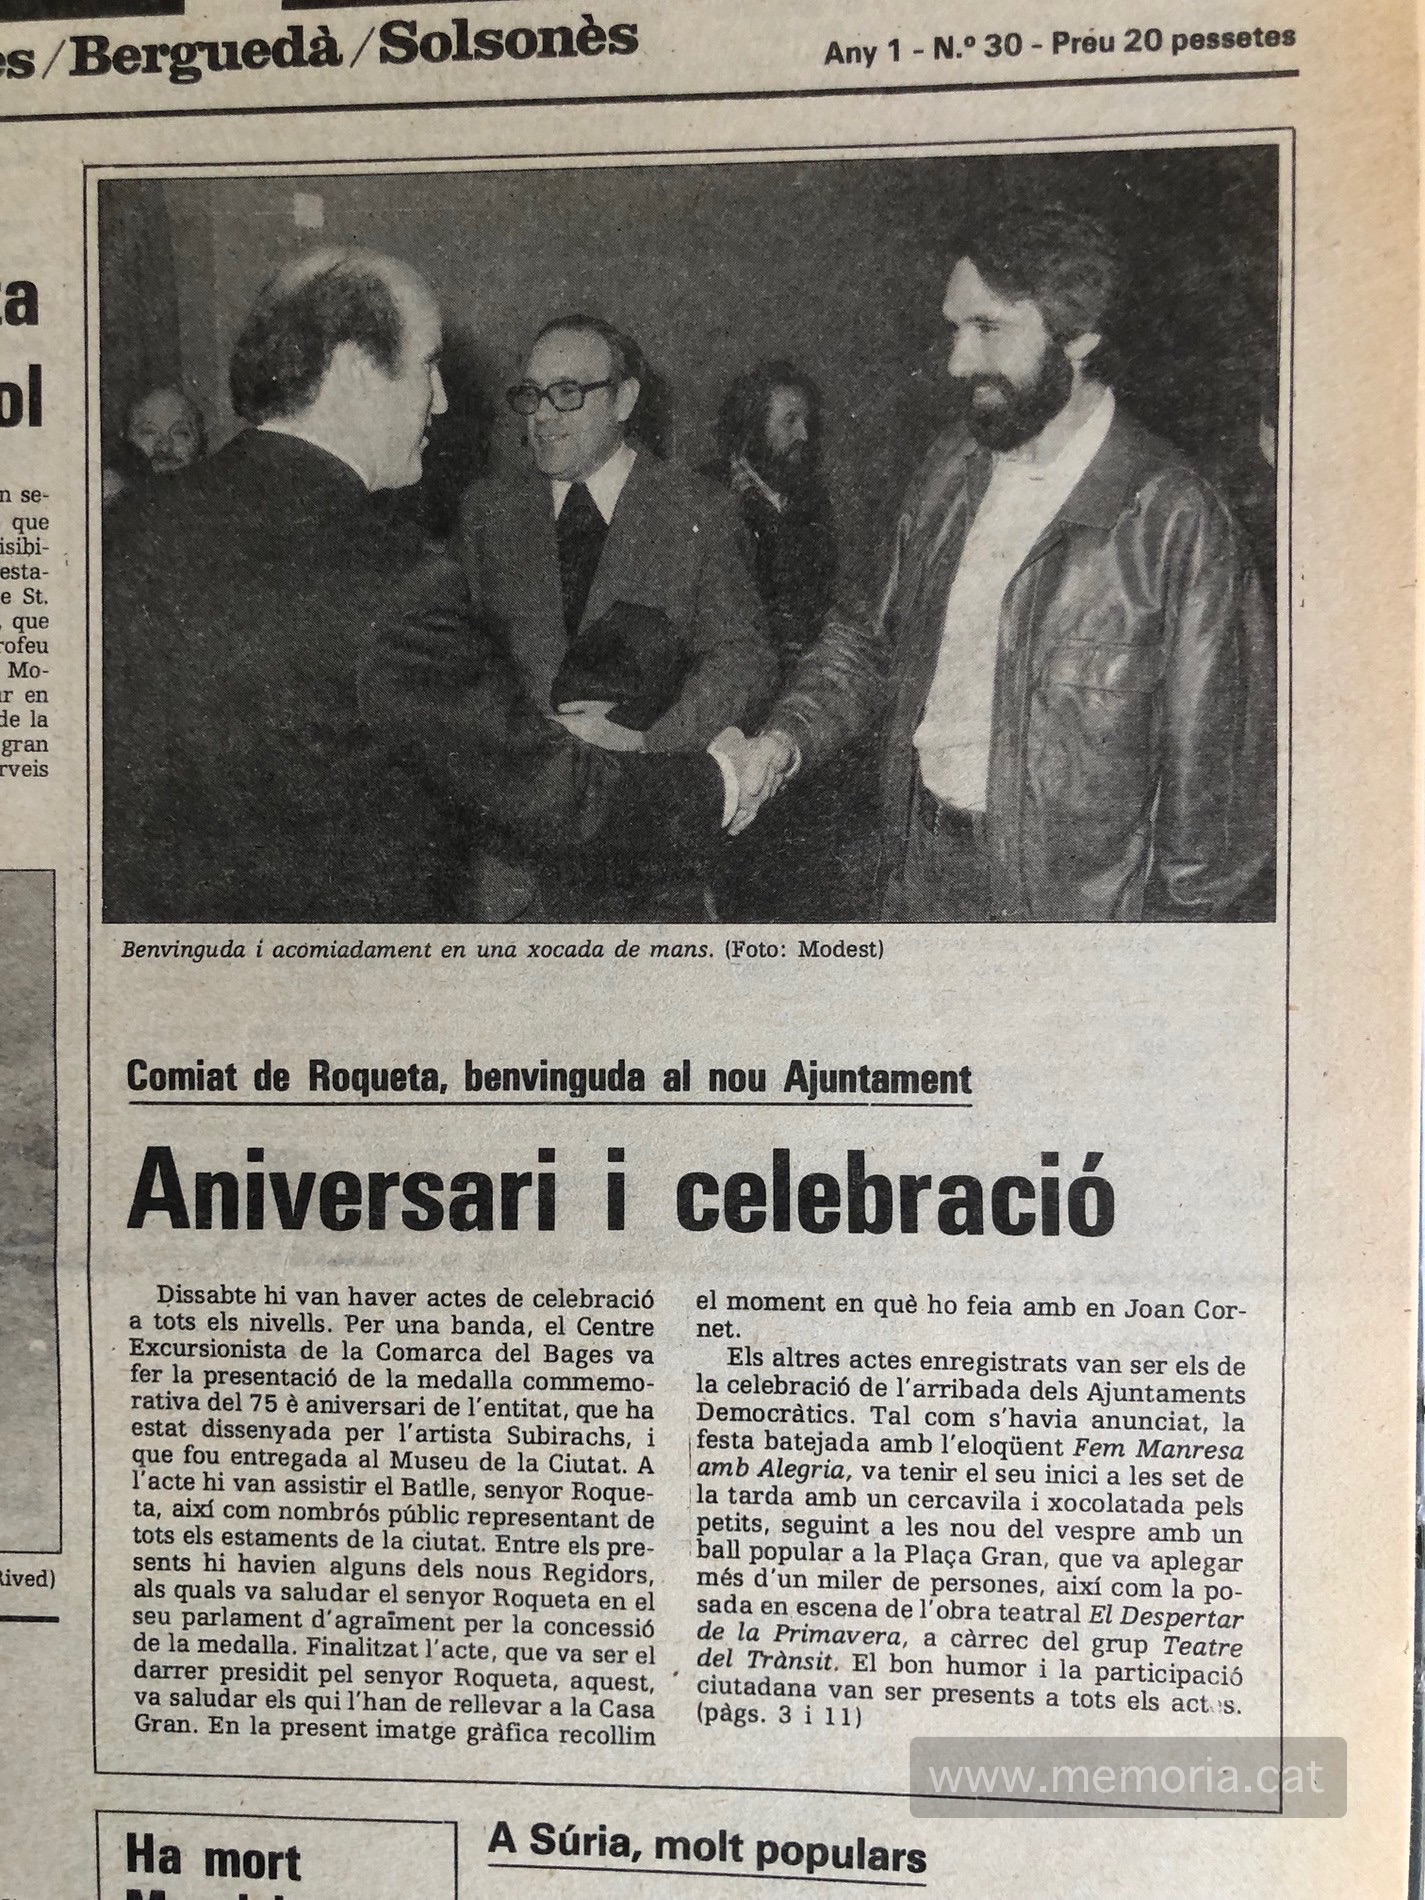 /Berguedà/Solsonès
Any 1 - N.º 30 - Preu 20 pessetes
ol
que
esta-
e St.
que
Mo-
en
de la
gran
Benvinguda i acomiadament en una xocada de mans. (Foto: Modest)
Comiat de Roqueta, benvinguda al nou Ajuntament
Aniversari i celebració
Dissabte hi van haver actes de celebració
a tots els nivells. Per una banda, el Centre
Excursionista de la Comarca del Bages va
fer la presentació de la medalla commemo-
rativa del 75 è aniversari de l'entitat, que ha
estat dissenyada per l'artista Subirachs, i
que fou entregada al Museu de la Ciutat. A
l'acte hi van assistir el Batlle, senyor Roque-
ta, així com nombrós públic representant de
tots els estaments de la ciutat. Entre els pre-
sents hi havien alguns dels nous Regidors,
als quals va saludar el senyor Roqueta en el
seu parlament d'agraïment per la concessió
de la medalla. Finalitzat l'acte, que va ser el
darrer presidit pel senyor Roqueta, aquest,
va saludar els qui l'han de rellevar a la Casa
Gran. En la present imatge gràfica recollim
el moment en què ho feia amb en Joan Cor-
net.
Els altres actes enregistrats van ser els de
la celebració de l'arribada dels Ajuntaments
Democràtics. Tal com s'havia anunciat, la
festa batejada amb l'eloqüent Fem Manresa
amb Alegria, va tenir el seu inici a les set de
la tarda amb un cercavila i xocolatada pels
petits, seguint a les nou del vespre amb un
ball popular a la Plaça Gran, que va aplegar
més d'un miler de persones, així com la po-
sada en escena de l'obra teatral El Despertar
de la Primavera, a càrrec del grup Teatre
del Trànsit. El bon humor i la participació
ciutadana van ser presents a tots els actes.
(pàgs. 3 i 11)
www.memoria.cat
Ha mort
A Súria, molt populars